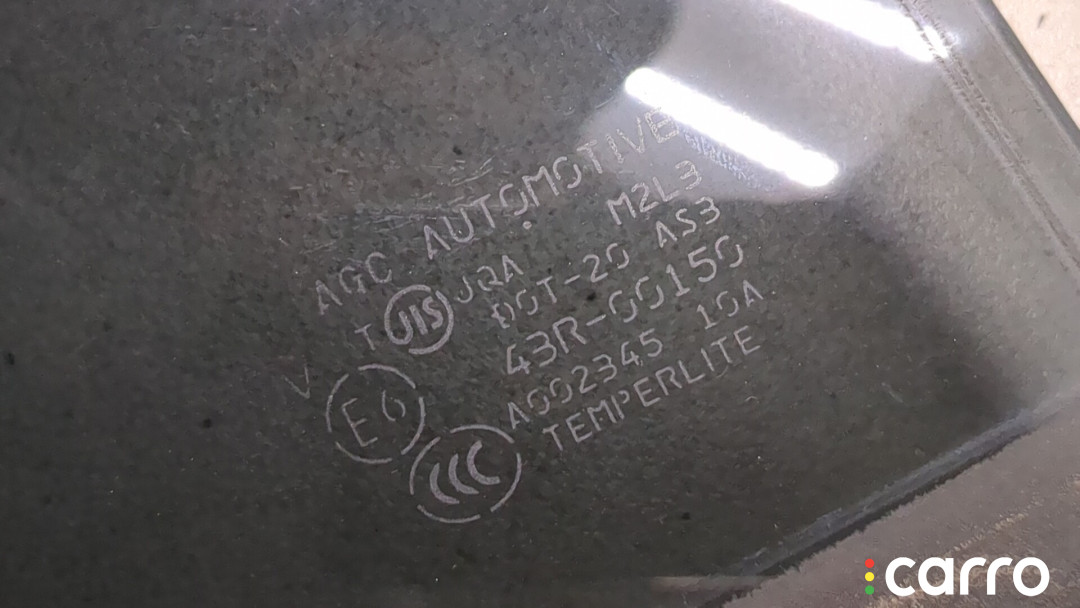 AGC AUTOMOTIVE
T JIS JQA M2L3
DOT-20 AS3
V E6 43R-00150
A002345 10A
CCC TEMPERLITE
carro